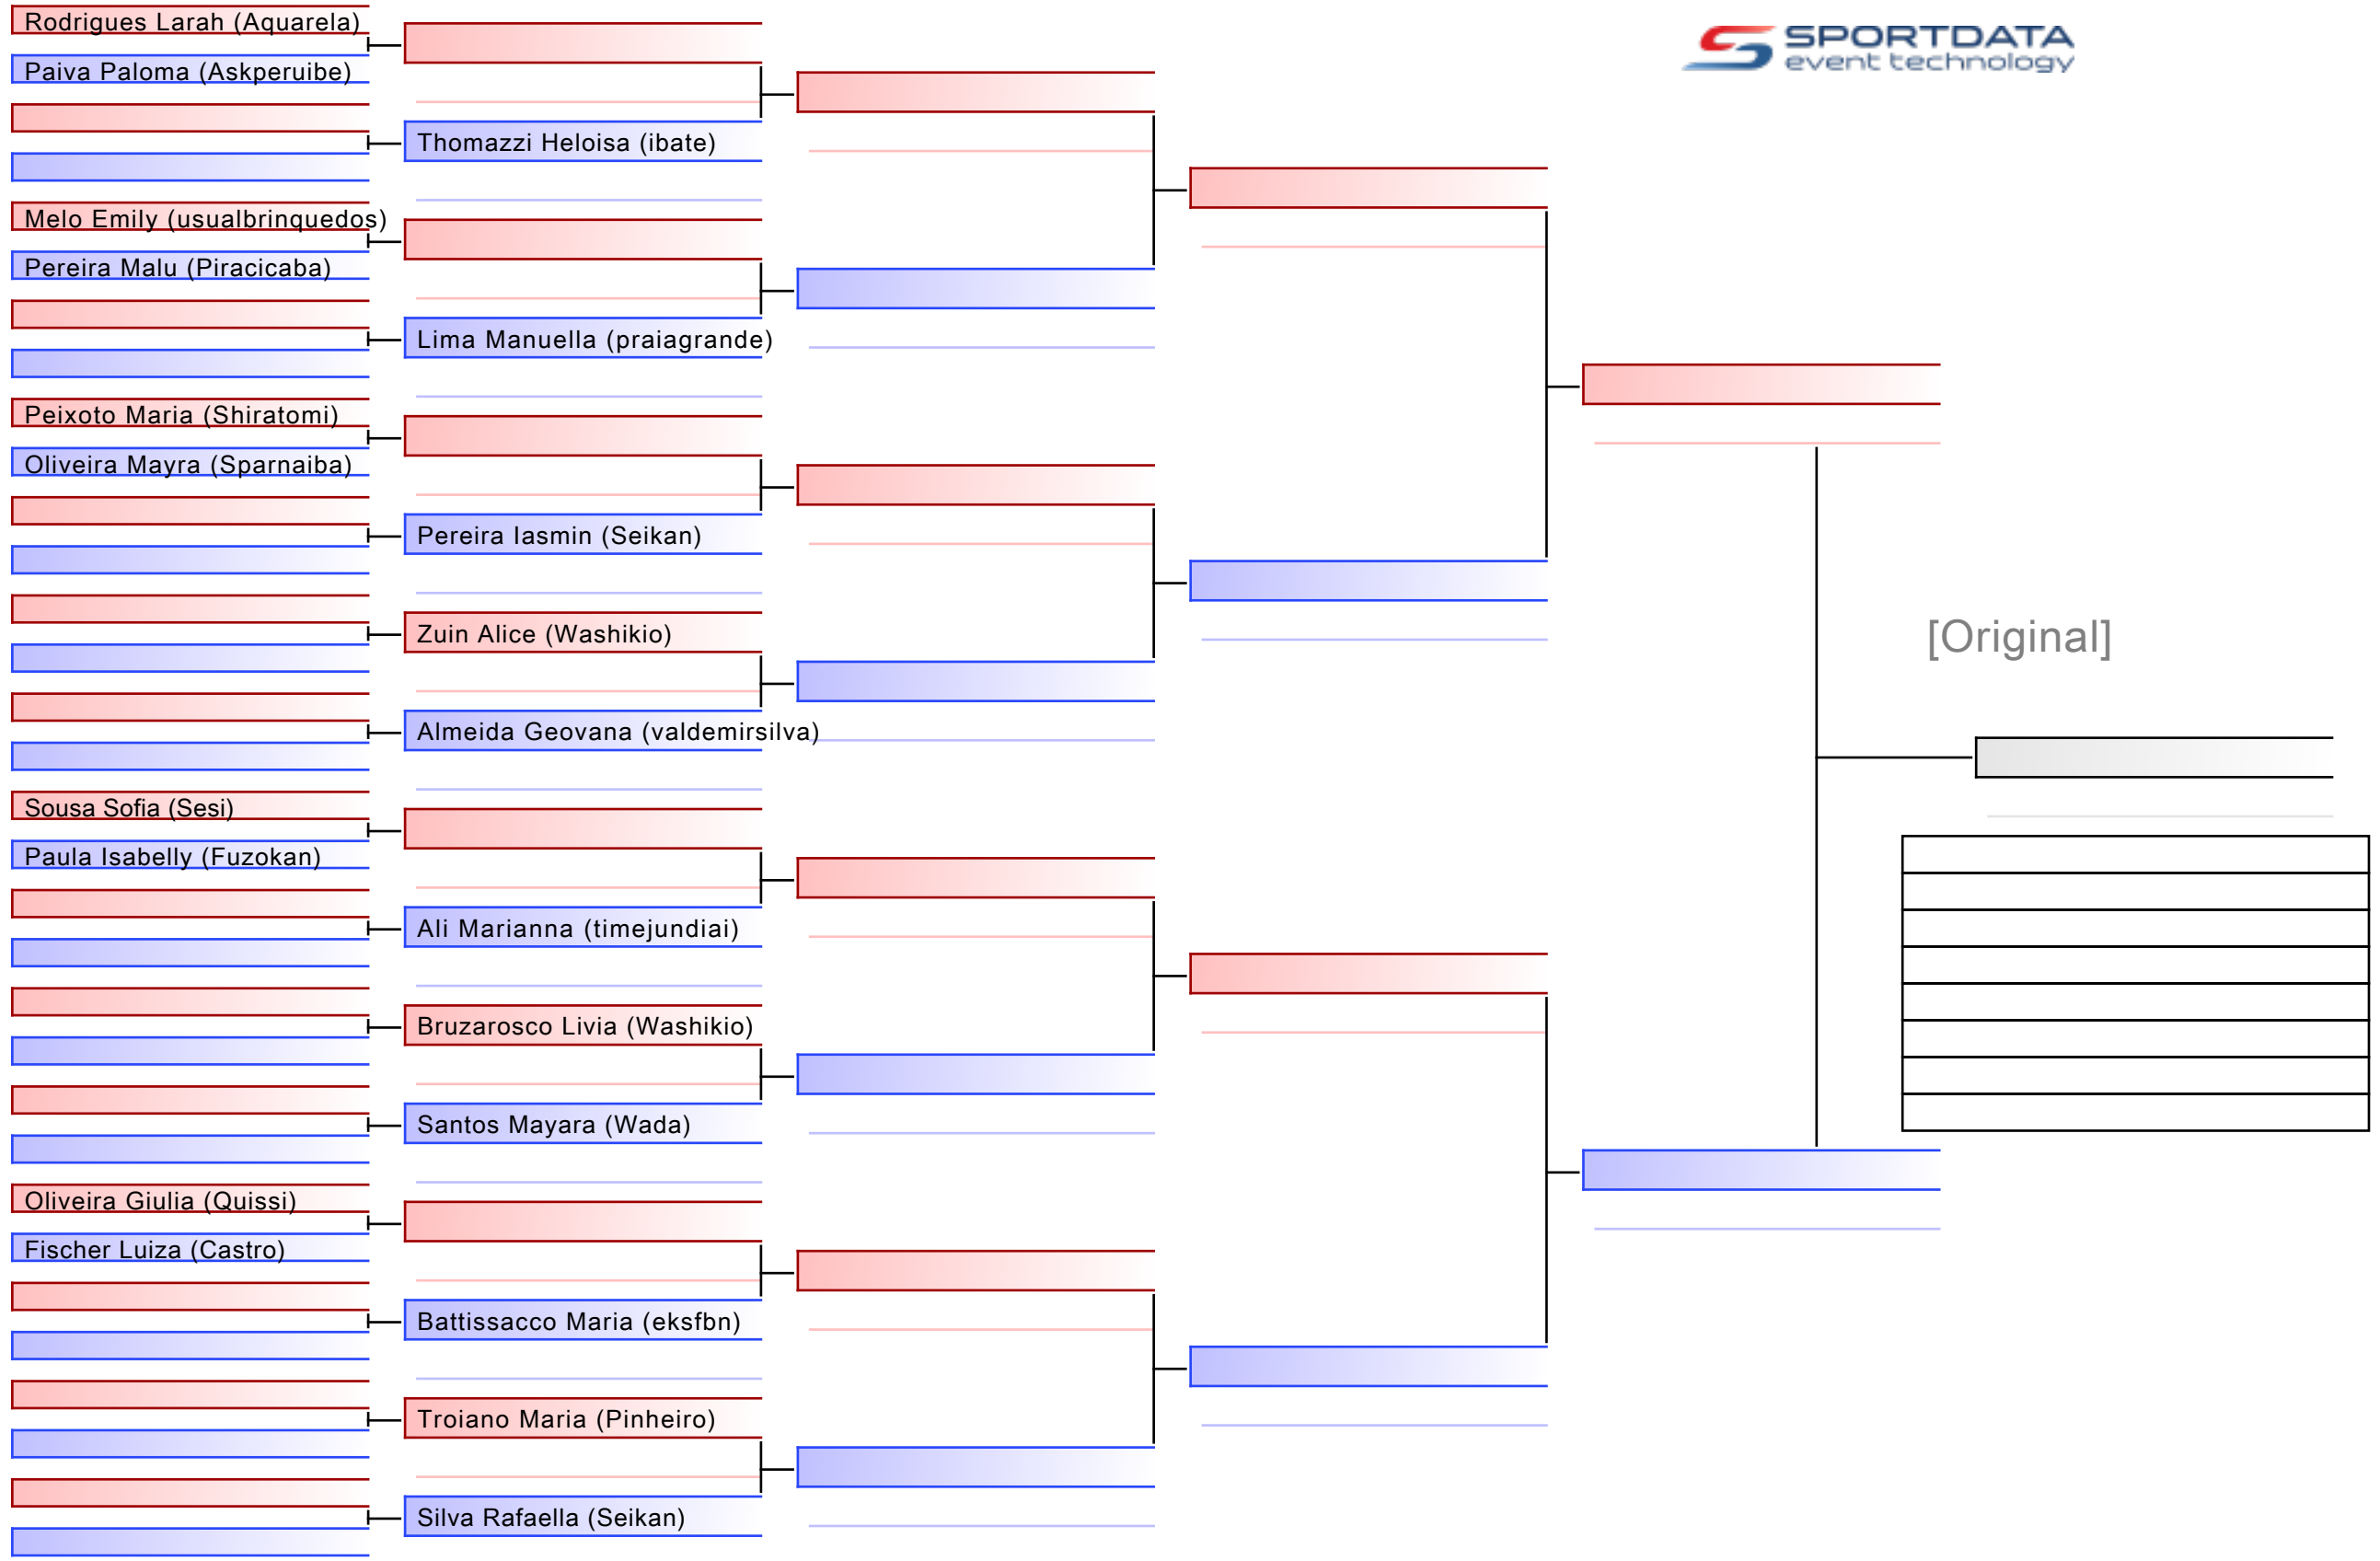 Rodrigues Larah (Aquarela)
Paiva Paloma (Askperuibe)
Melo Emily (usualbrinquedos)
Pereira Malu (Piracicaba)
Peixoto Maria (Shiratomi)
Oliveira Mayra (Sparnaiba)
Sousa Sofia (Sesi)
Paula Isabelly (Fuzokan)
Oliveira Giulia (Quissi)
Fischer Luiza (Castro)
Thomazzi Heloisa (ibate)
Lima Manuella (praiagrande)
Pereira Iasmin (Seikan)
Zuin Alice (Washikio)
Almeida Geovana (valdemirsilva)
Ali Marianna (timejundiai)
Bruzarosco Livia (Washikio)
Santos Mayara (Wada)
Battissacco Maria (eksfbn)
Troiano Maria (Pinheiro)
Silva Rafaella (Seikan)
SPORTDATA
event technology
[Original]